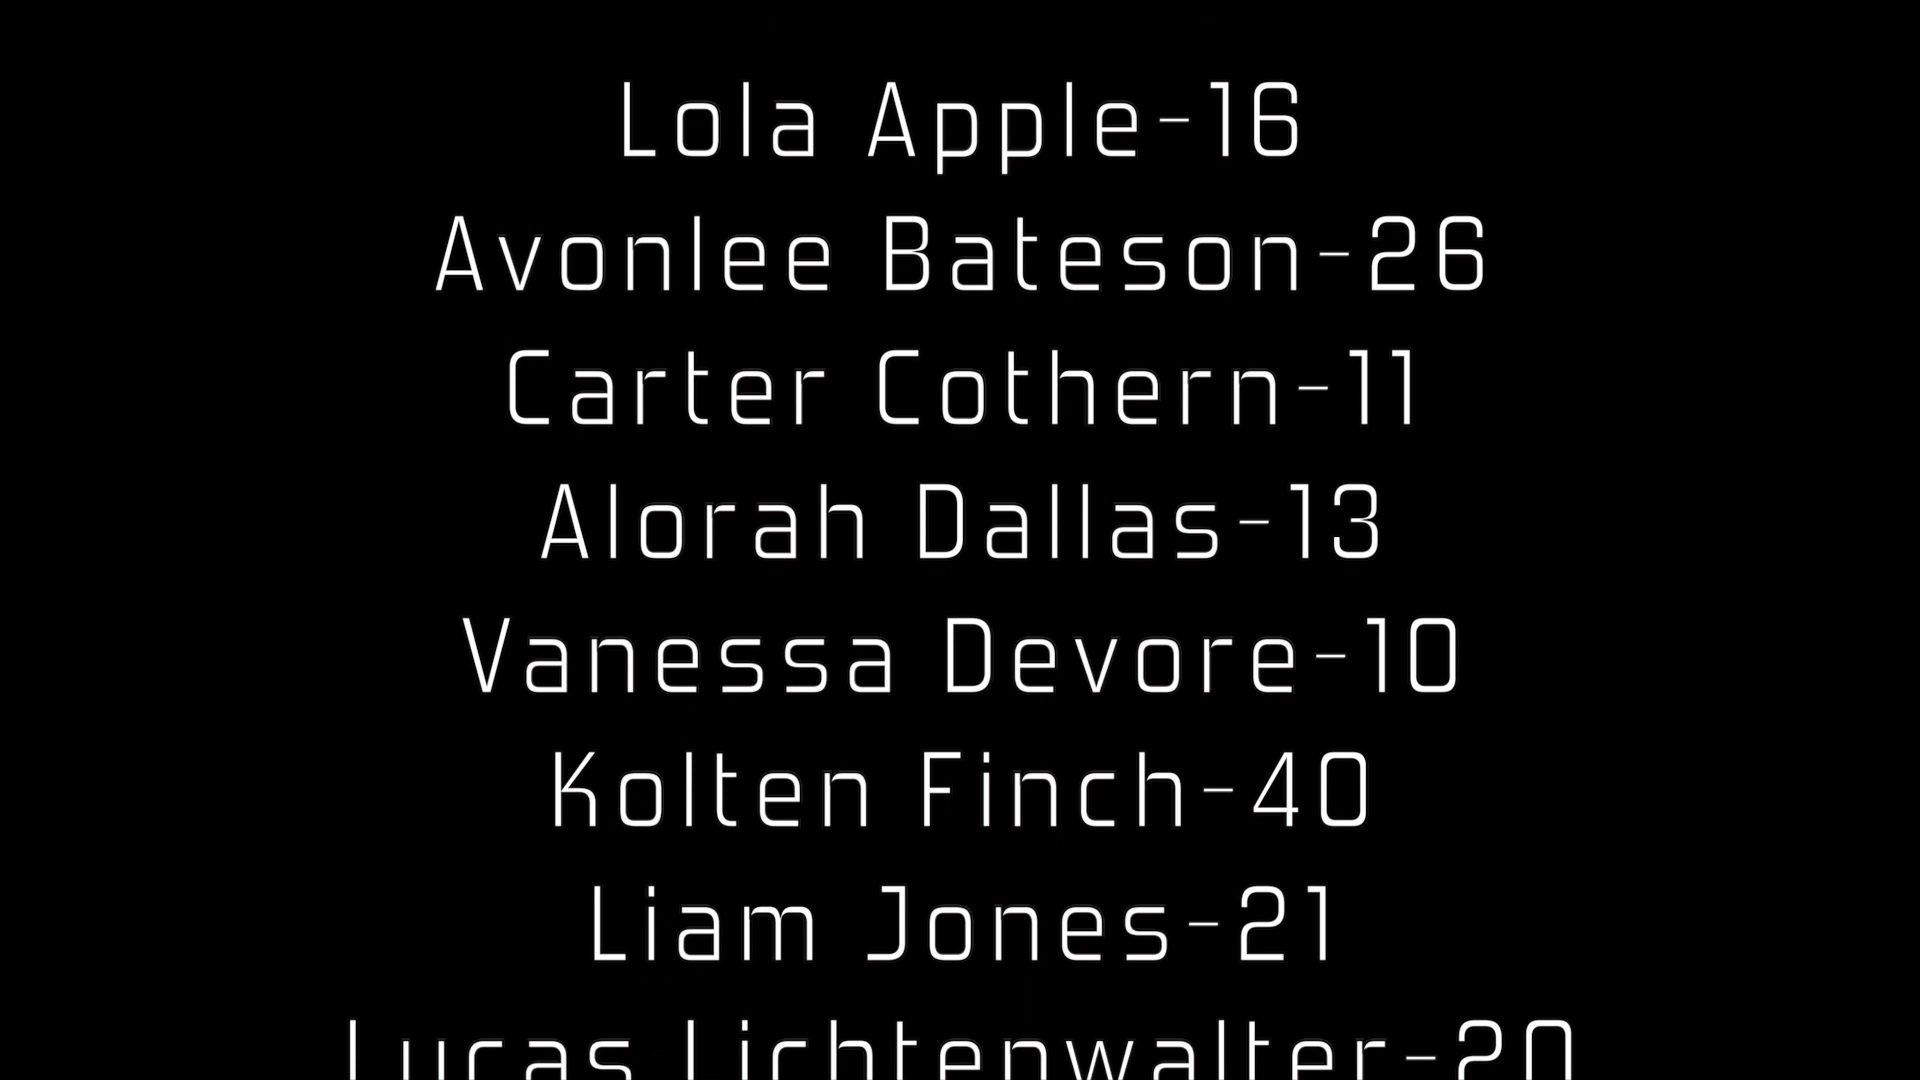 Lola Apple-16
Avonlee Bateson-26
Carter Cothern-11
Alorah Dallas-13
Vanessa Devore-10
Kolten Finch-40
Liam Jones-21
Lucas Lichtenwalter-20